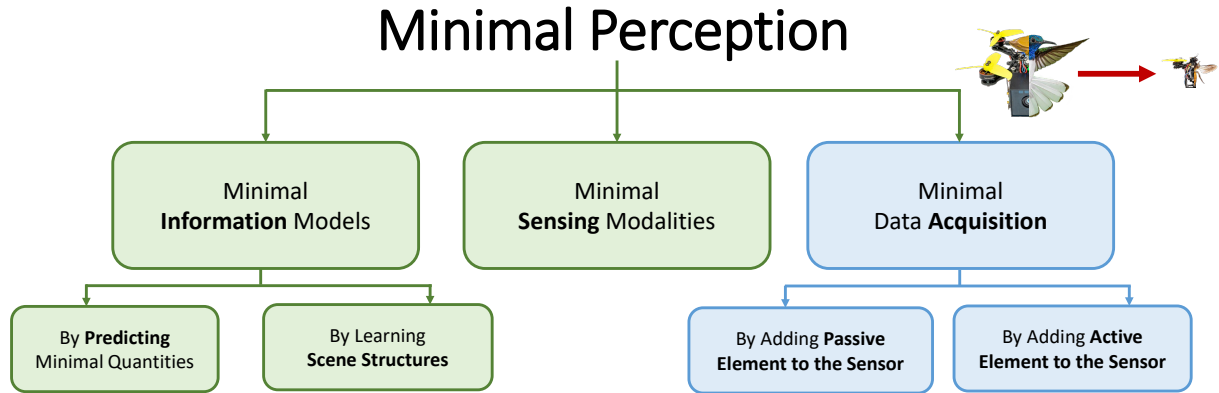 Minimal Perception
Minimal
Information Models
Minimal
Sensing Modalities
Minimal
Data Acquisition
By Predicting
Minimal Quantities
By Learning
Scene Structures
By Adding Passive
Element to the Sensor
By Adding Active
Element to the Sensor